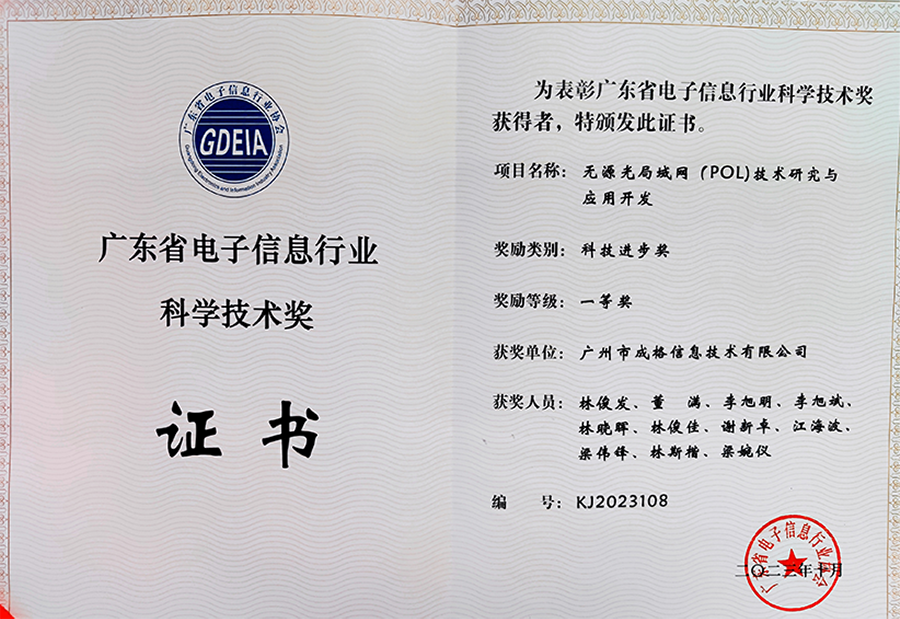 广东省电子信息行业协会
GDEIA
Guangdong Electronics and Information Industry Association
广东省电子信息行业
科学技术奖
证 书
为表彰广东省电子信息行业科学技术奖
获得者，特颁发此证书。
项目名称： 无源光局域网（POL)技术研究与
应用开发
奖励类别： 科技进步奖
奖励等级： 一等奖
获奖单位： 广州市成格信息技术有限公司
获奖人员： 林俊发、董 满、李旭明、李旭斌、
林晓晖、林俊佳、谢新卓、江海波、
梁伟锋、林斯楷、梁婉仪
编 号： KJ2023108
广东省电子信息行业协会
二〇二三年十月